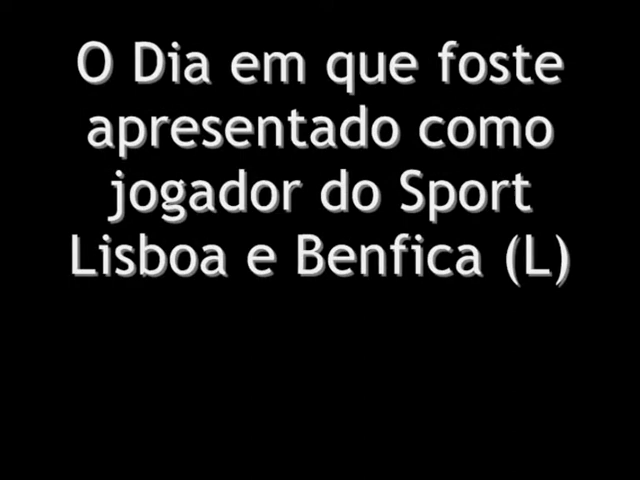 O Dia em que foste
apresentado como
jogador do Sport
Lisboa e Benfica (L)